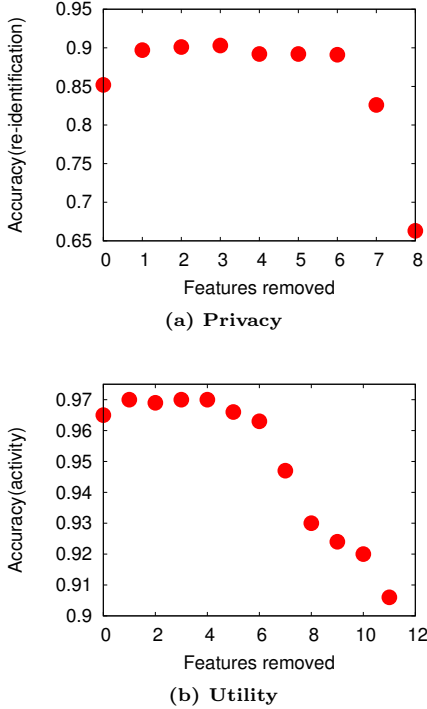 0.95
0.9
0.85
0.8
0.75
0.7
0.65
Accuracy(re-identification)
0 1 2 3 4 5 6 7 8
Features removed
(a) Privacy
0.97
0.96
0.95
0.94
0.93
0.92
0.91
0.9
Accuracy(activity)
0 2 4 6 8 10 12
Features removed
(b) Utility